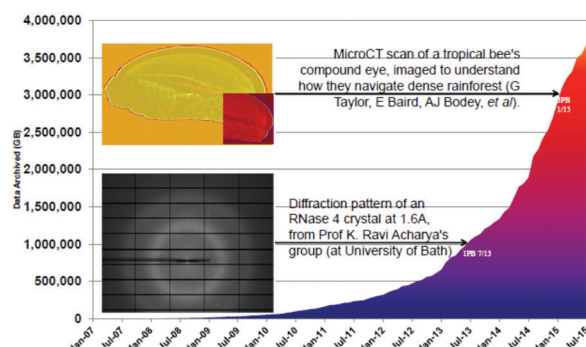 4,000,000
3,500,000
3,000,000
2,500,000
2,000,000
1,500,000
1,000,000
500,000
0
Data Archived (GB)
MicroCT scan of a tropical bee's
compound eye, imaged to understand
how they navigate dense rainforest (G
Taylor, E Baird, AJ Bodey, et al).
3PB
1/15
Diffraction pattern of an
RNase 4 crystal at 1.6A,
from Prof K. Ravi Acharya's
group (at University of Bath)
1PB 7/13
Jan-07
Jul-07
Jan-08
Jul-08
Jan-09
Jul-09
Jan-10
Jul-10
Jan-11
Jul-11
Jan-12
Jul-12
Jan-13
Jul-13
Jan-14
Jul-14
Jan-15
Jul-15